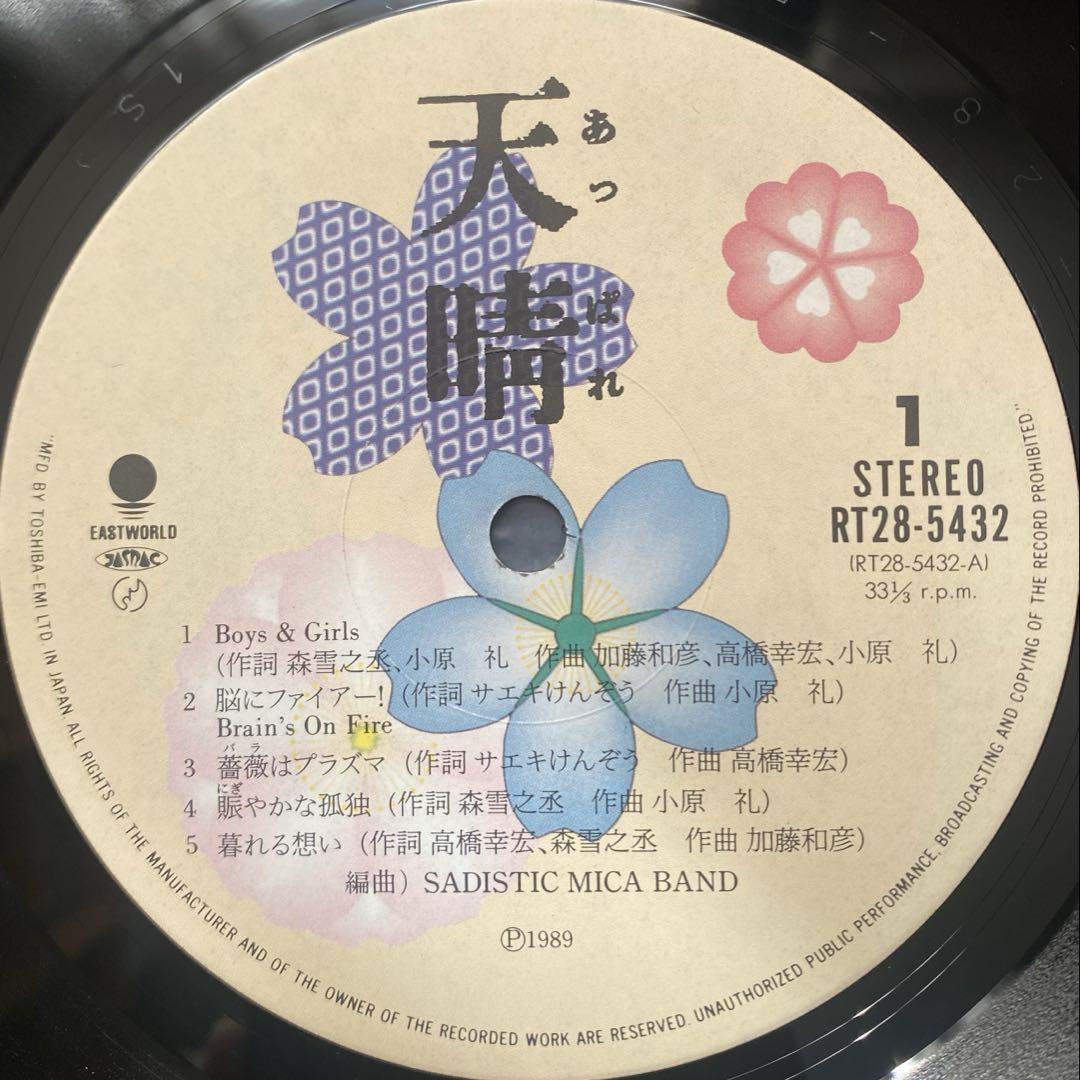 天晴
あっぱれ
1
STEREO
RT28-5432
(RT28-5432-A)
33⅓ r.p.m.
EASTWORLD
JASRAC
1 Boys & Girls
(作詞 森雪之丞、小原 礼 作曲 加藤和彦、高橋幸宏、小原 礼)
2 脳にファイアー! (作詞 サエキけんぞう 作曲 小原 礼)
Brain's On Fire
バラ
3 薔薇はプラズマ (作詞 サエキけんぞう 作曲 高橋幸宏)
にぎ
4 賑やかな孤独 (作詞 森雪之丞 作曲 小原 礼)
5 暮れる想い (作詞 高橋幸宏、森雪之丞 作曲 加藤和彦)
編曲) SADISTIC MICA BAND
Ⓟ1989
"MFD. BY TOSHIBA-EMI LTD. IN JAPAN ALL RIGHTS OF THE MANUFACTURER AND OF THE OWNER OF THE RECORDED WORK ARE RESERVED. UNAUTHORIZED PUBLIC PERFORMANCE. BROADCASTING AND COPYING OF THE RECORD PROHIBITED."